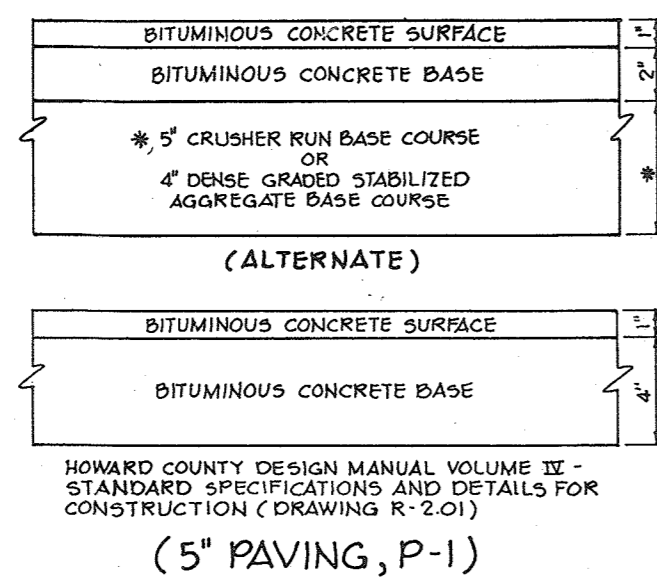 BITUMINOUS CONCRETE SURFACE 1"
BITUMINOUS CONCRETE BASE 2"
*, 5" CRUSHER RUN BASE COURSE
OR
4" DENSE GRADED STABILIZED
AGGREGATE BASE COURSE
*
(ALTERNATE)
BITUMINOUS CONCRETE SURFACE 1"
BITUMINOUS CONCRETE BASE 4"
HOWARD COUNTY DESIGN MANUAL VOLUME IV -
STANDARD SPECIFICATIONS AND DETAILS FOR
CONSTRUCTION (DRAWING R-2.01)
(5" PAVING, P-1)